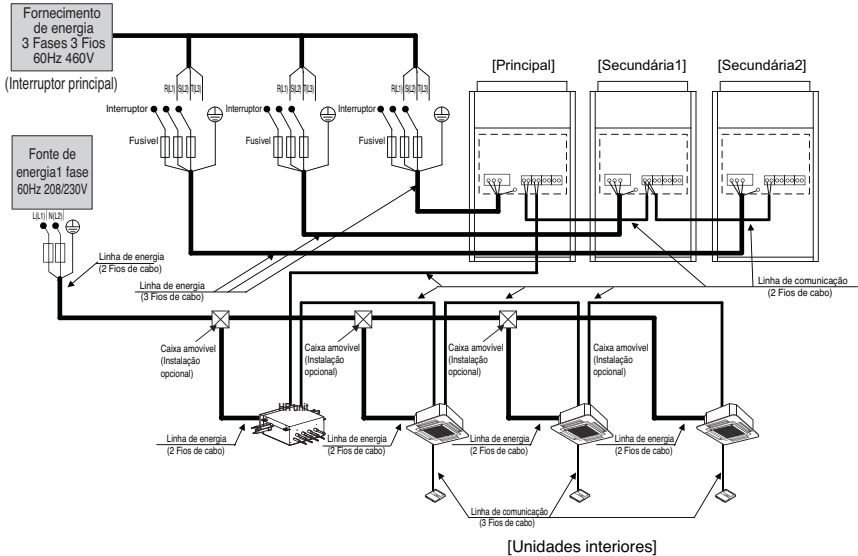 Fornecimento
de energia
3 Fases 3 Fios
60Hz 460V
(Interruptor principal)
[Principal]
[Secundária1]
[Secundária2]
R(L1) S(L2) T(L3)
R(L1) S(L2) T(L3)
R(L1) S(L2) T(L3)
Interruptor
Interruptor
Interruptor
Fusível
Fusível
Fusível
Fonte de
energia1 fase
60Hz 208/230V
L(L1) N(L2)
Linha de energia
(2 Fios de cabo)
Linha de energia
(3 Fios de cabo)
Linha de comunicação
(2 Fios de cabo)
Caixa amovível
(Instalação
opcional)
Caixa amovível
(Instalação
opcional)
Caixa amovível
(Instalação
opcional)
Caixa amovível
(Instalação
opcional)
HR unit
Linha de energia
(2 Fios de cabo)
Linha de energia
(2 Fios de cabo)
Linha de energia
(2 Fios de cabo)
Linha de energia
(2 Fios de cabo)
Linha de comunicação
(3 Fios de cabo)
[Unidades interiores]